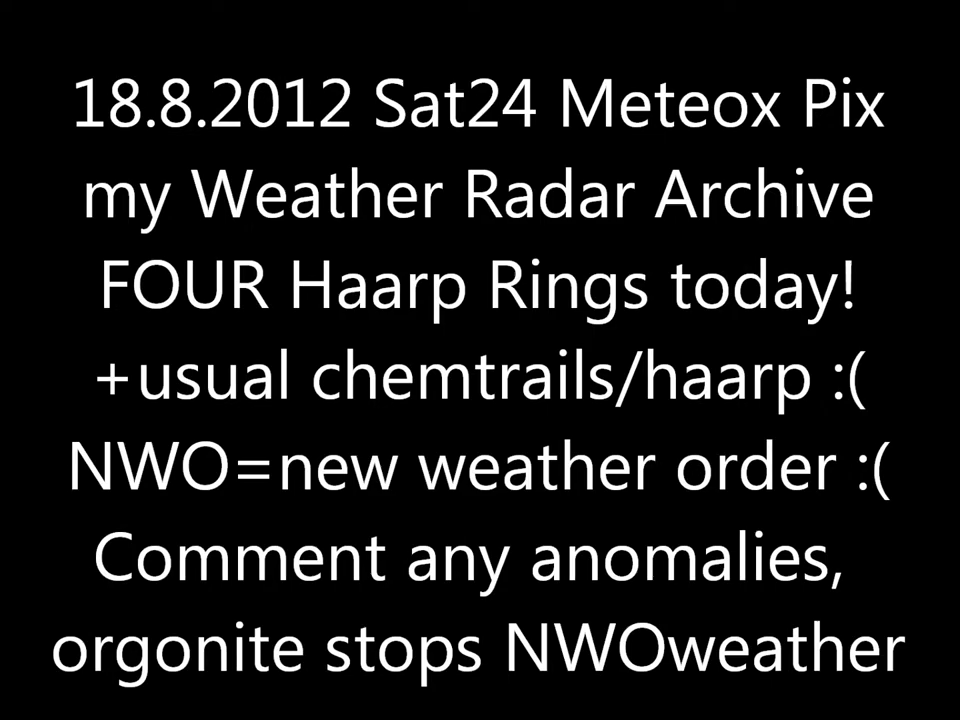 18.8.2012 Sat24 Meteox Pix
my Weather Radar Archive
FOUR Haarp Rings today!
+usual chemtrails/haarp :(
NWO=new weather order :(
Comment any anomalies,
orgonite stops NWOweather